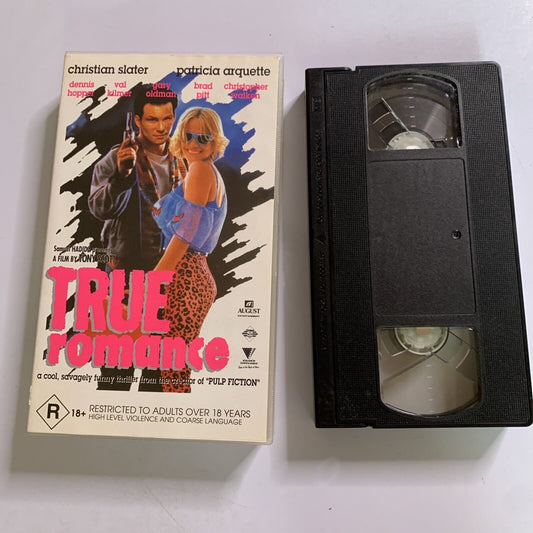 christian slater patricia arquette
dennis hopper val kilmer gary oldman brad pitt christopher walken
A FILM BY TONY SCOTT
TRUE
romance
AUGUST
a cool, savagely funny thriller from the creator of "PULP FICTION"
R 18+ RESTRICTED TO ADULTS OVER 18 YEARS
HIGH LEVEL VIOLENCE AND COARSE LANGUAGE